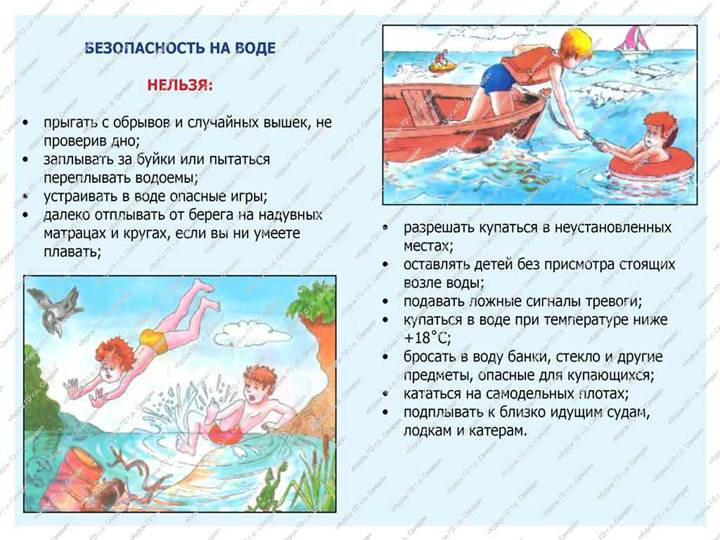 БЕЗОПАСНОСТЬ НА ВОДЕ
НЕЛЬЗЯ:
• прыгать с обрывов и случайных вышек, не
проверив дно;
• заплывать за буйки или пытаться
переплывать водоемы;
• устраивать в воде опасные игры;
• далеко отплывать от берега на надувных
матрацах и кругах, если вы ни умеете
плавать;
• разрешать купаться в неустановленных
местах;
• оставлять детей без присмотра стоящих
возле воды;
• подавать ложные сигналы тревоги;
• купаться в воде при температуре ниже
+18˚С;
• бросать в воду банки, стекло и другие
предметы, опасные для купающихся;
• кататься на самодельных плотах;
• подплывать к близко идущим судам,
лодкам и катерам.